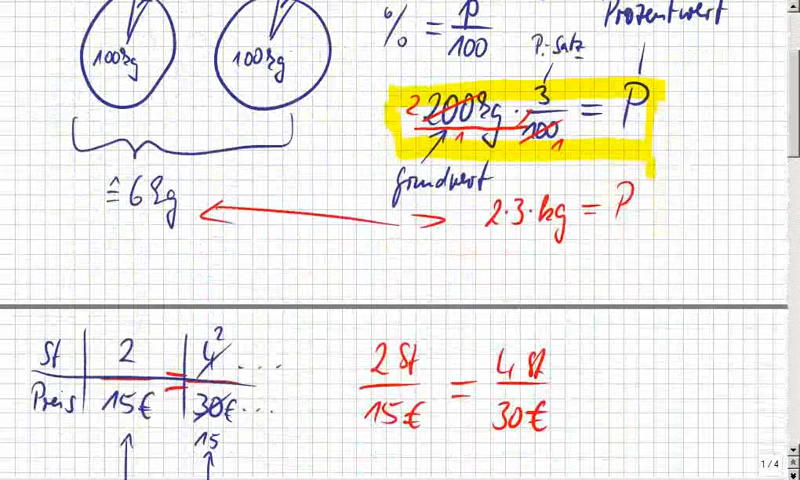 % = p/100
Prozentwert
P.-Satz
100kg 100kg
2 200kg · 3/100 = P
1 1
Grundwert
≙ 6kg
2·3·kg = P
St 2 = 4 2 ...
Preis 15€ 30€ ...
15
2 St/15€ = 4 St/30€
1/4